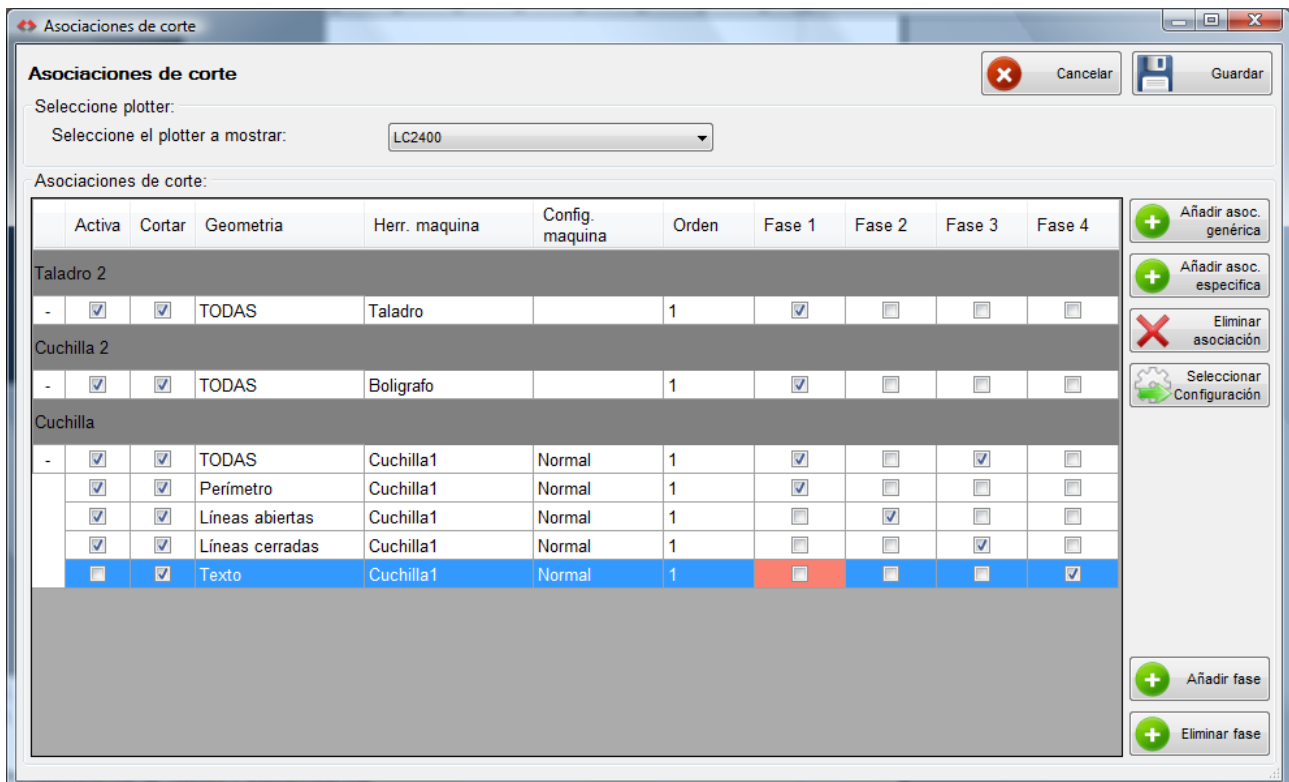 Asociaciones de corte
Asociaciones de corte
Cancelar
Guardar
Seleccione plotter:
Seleccione el plotter a mostrar:
LC2400
Asociaciones de corte:
Activa Cortar Geometria Herr. maquina Config. maquina Orden Fase 1 Fase 2 Fase 3 Fase 4
Taladro 2
- TODAS Taladro 1
Cuchilla 2
- TODAS Boligrafo 1
Cuchilla
- TODAS Cuchilla1 Normal 1
Perímetro Cuchilla1 Normal 1
Líneas abiertas Cuchilla1 Normal 1
Líneas cerradas Cuchilla1 Normal 1
Texto Cuchilla1 Normal 1
Añadir asoc.
genérica
Añadir asoc.
especifica
Eliminar
asociación
Seleccionar
Configuración
Añadir fase
Eliminar fase